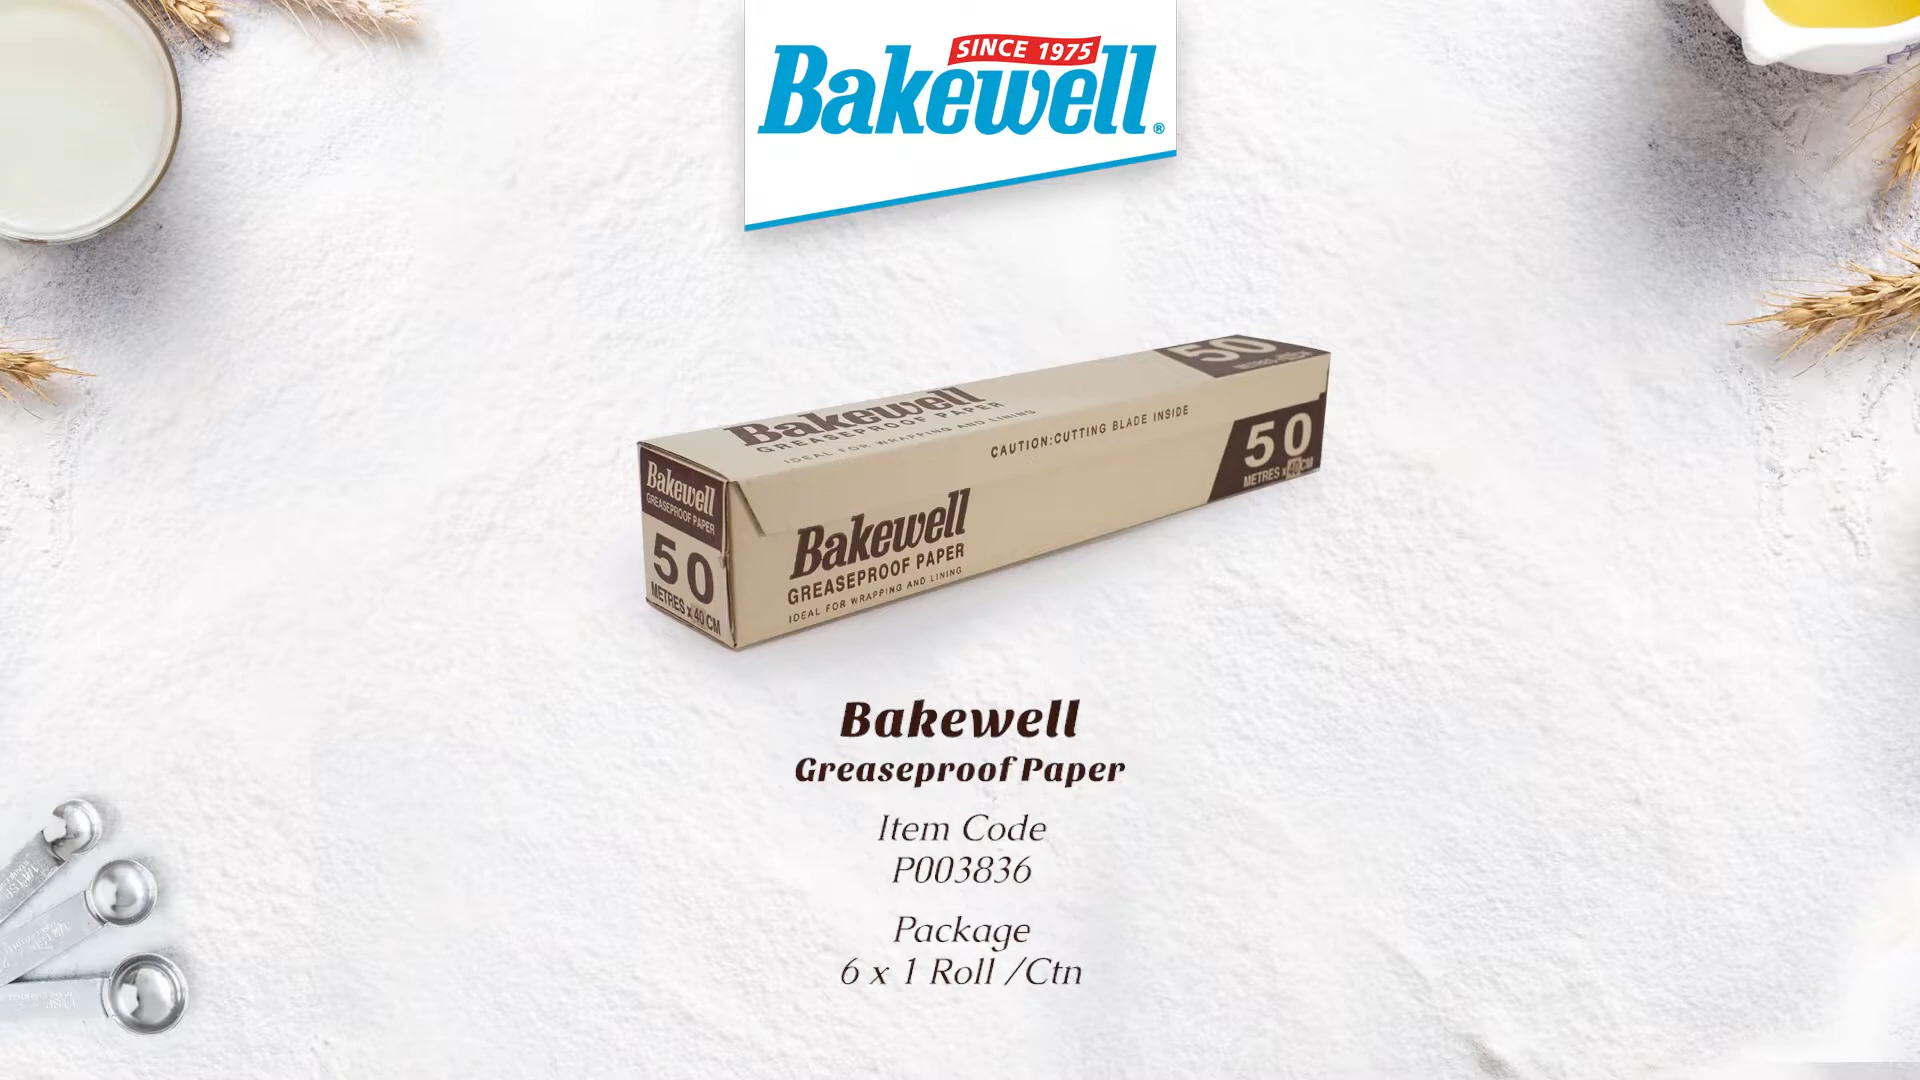 SINCE 1975
Bakewell®
50
Bakewell
GREASEPROOF PAPER
IDEAL FOR WRAPPING AND LINING
CAUTION:CUTTING BLADE INSIDE
50
METRES x 40 CM
Bakewell
GREASEPROOF PAPER
50
METRES x 40 CM
Bakewell
GREASEPROOF PAPER
IDEAL FOR WRAPPING AND LINING
Bakewell
Greaseproof Paper
Item Code
P003836
Package
6 x 1 Roll /Ctn